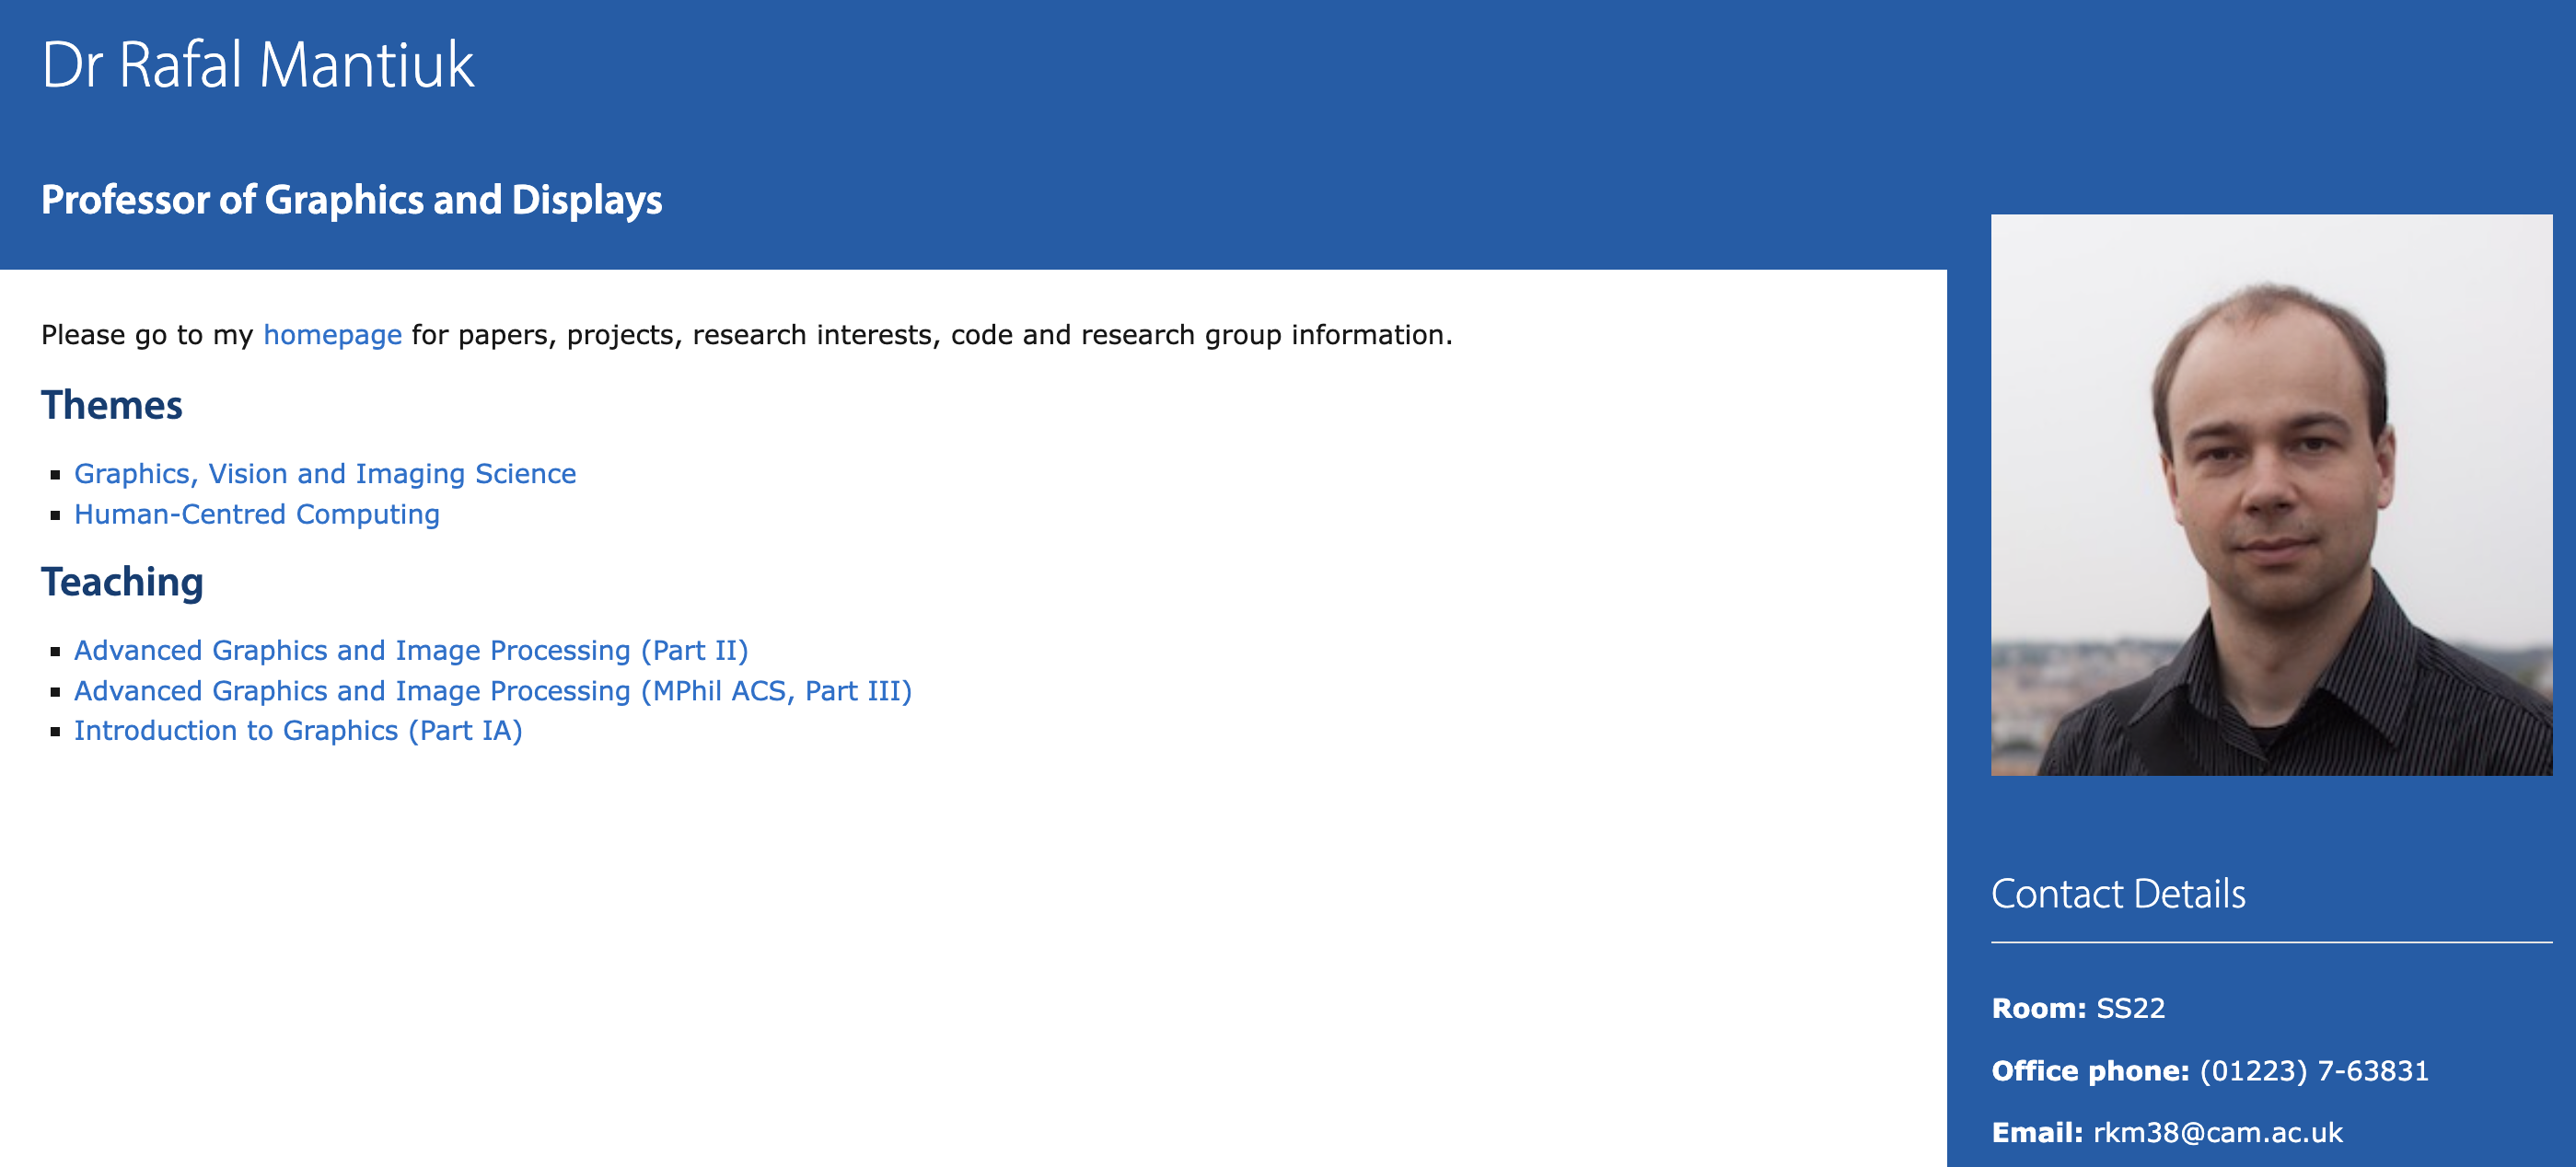 Dr Rafal Mantiuk
Professor of Graphics and Displays
Please go to my homepage for papers, projects, research interests, code and research group information.
Themes
Graphics, Vision and Imaging Science
Human-Centred Computing
Teaching
Advanced Graphics and Image Processing (Part II)
Advanced Graphics and Image Processing (MPhil ACS, Part III)
Introduction to Graphics (Part IA)
Contact Details
Room: SS22
Office phone: (01223) 7-63831
Email: rkm38@cam.ac.uk